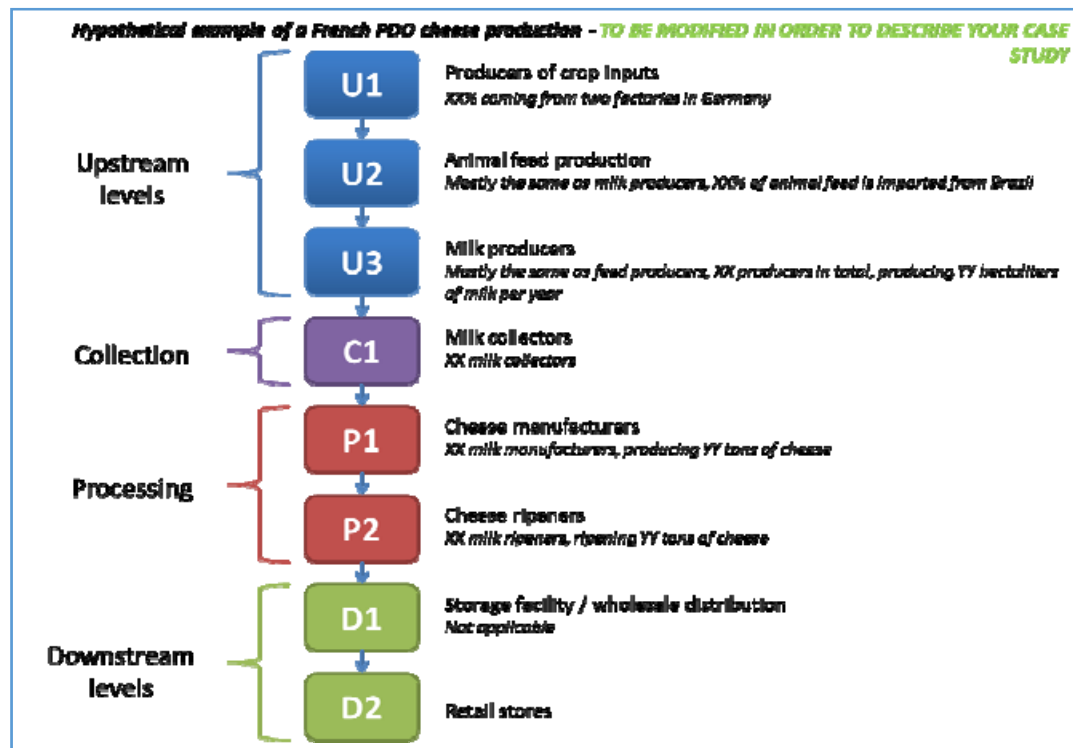 Hypothetical example of a French PDO cheese production - TO BE MODIFIED IN ORDER TO DESCRIBE YOUR CASE
STUDY
Upstream
levels
U1
Producers of crop inputs
XX% coming from two factories in Germany
U2
Animal feed production
Mostly the same as milk producers, XX% of animal feed is imported from Brazil
U3
Milk producers
Mostly the same as feed producers, XX producers in total, producing YY hectoliters
of milk per year
Collection
C1
Milk collectors
XX milk collectors
Processing
P1
Cheese manufacturers
XX milk manufacturers, producing YY tons of cheese
P2
Cheese ripeners
XX milk ripeners, ripening YY tons of cheese
Downstream
levels
D1
Storage facility / wholesale distribution
Not applicable
D2
Retail stores